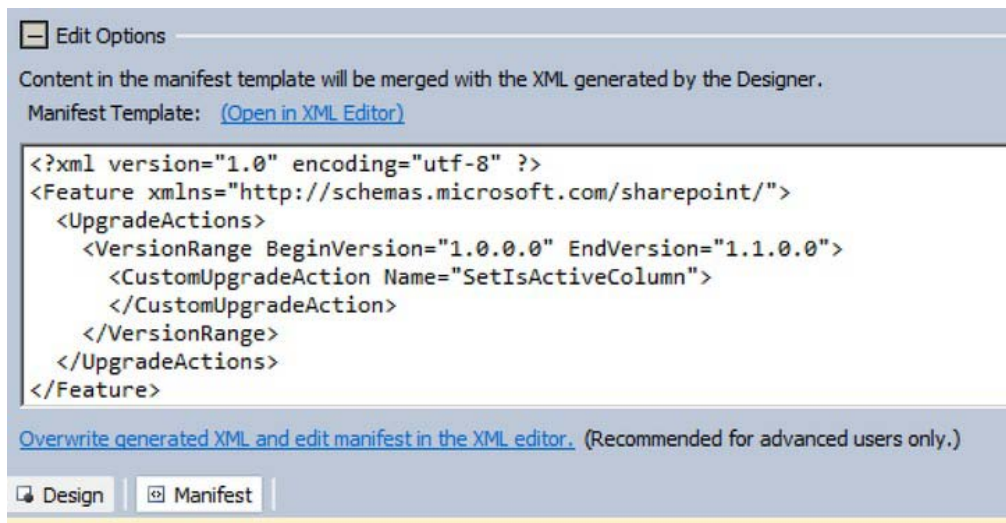 Edit Options
Content in the manifest template will be merged with the XML generated by the Designer.
Manifest Template: (Open in XML Editor)
<?xml version="1.0" encoding="utf-8" ?>
<Feature xmlns="http://schemas.microsoft.com/sharepoint/">
  <UpgradeActions>
    <VersionRange BeginVersion="1.0.0.0" EndVersion="1.1.0.0">
      <CustomUpgradeAction Name="SetIsActiveColumn">
      </CustomUpgradeAction>
    </VersionRange>
  </UpgradeActions>
</Feature>
Overwrite generated XML and edit manifest in the XML editor. (Recommended for advanced users only.)
Design Manifest